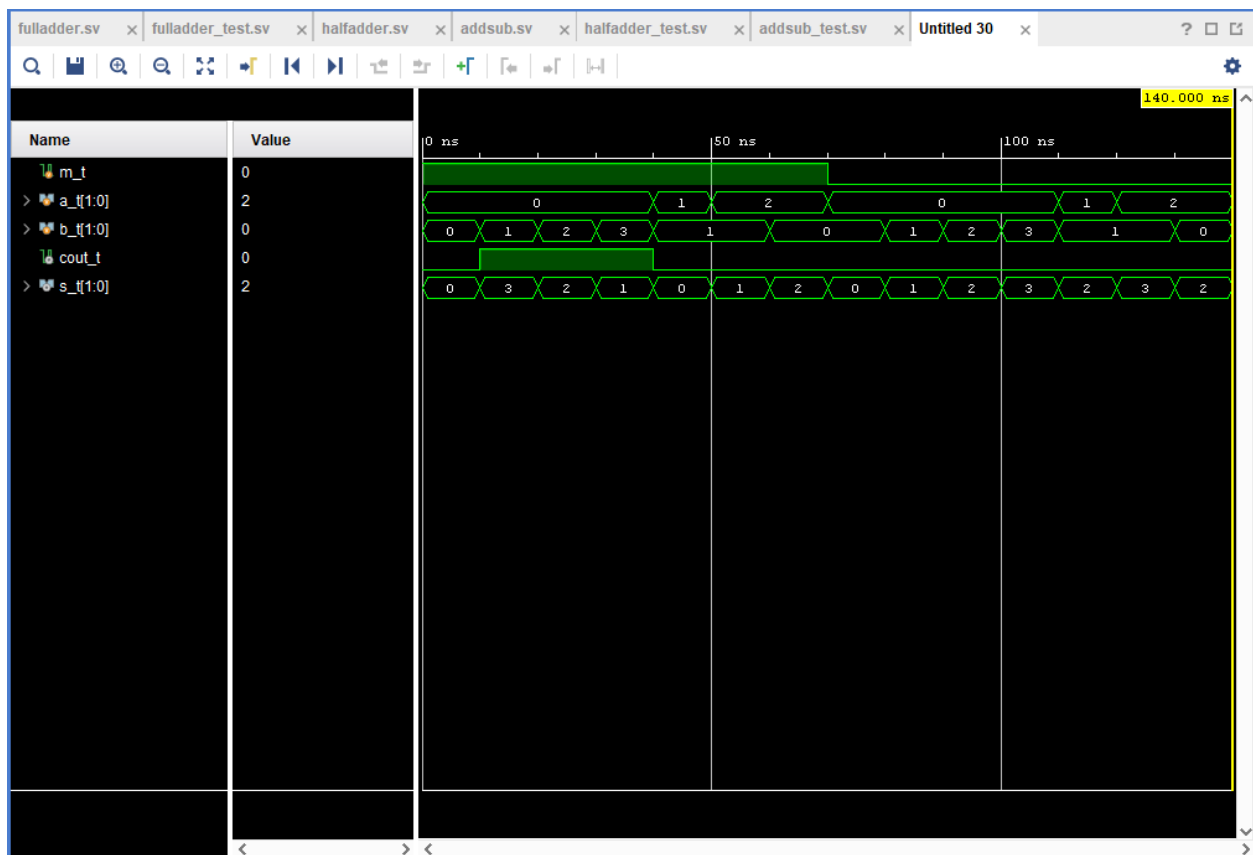 fulladder.sv fulladder_test.sv halfadder.sv addsub.sv halfadder_test.sv addsub_test.sv Untitled 30
140.000 ns
Name Value 0 ns 50 ns 100 ns
m_t 0
a_t[1:0] 2 0 1 2 0 1 2
b_t[1:0] 0 0 1 2 3 1 0 1 2 3 1 0
cout_t 0
s_t[1:0] 2 0 3 2 1 0 1 2 0 1 2 3 2 3 2